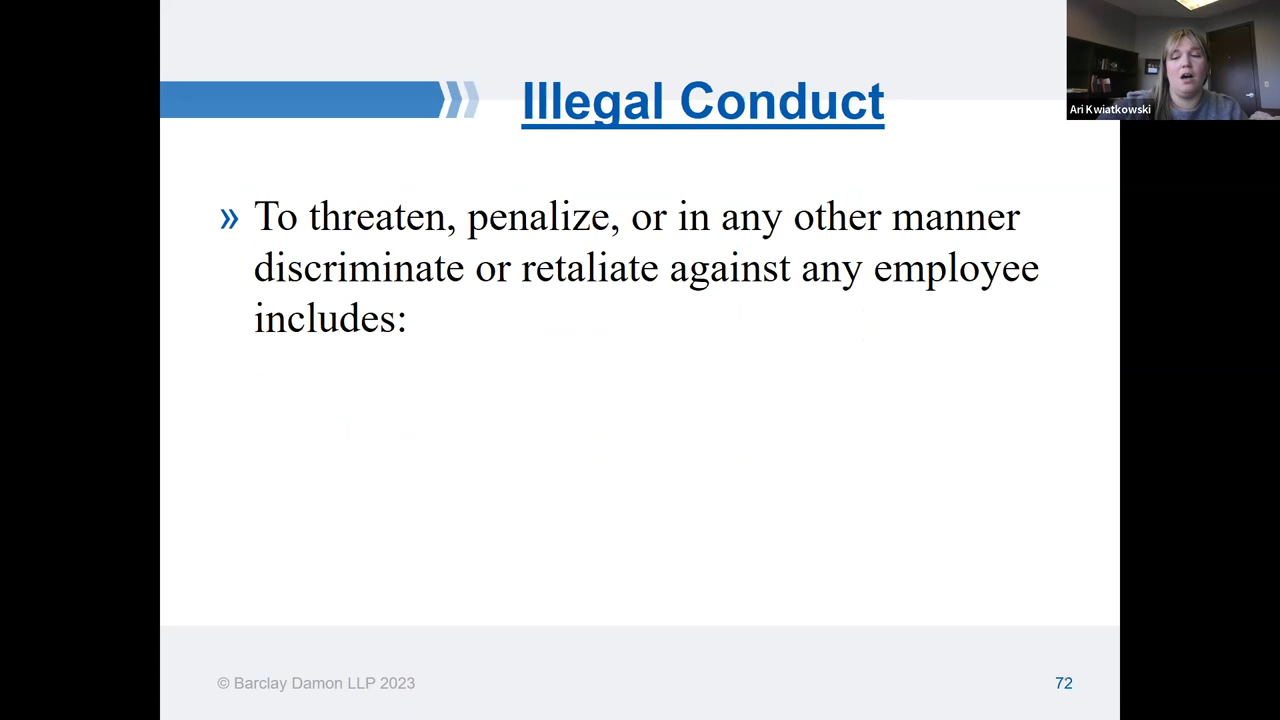 Illegal Conduct
Ari Kwiatkowski
» To threaten, penalize, or in any other manner
discriminate or retaliate against any employee
includes:
© Barclay Damon LLP 2023
72